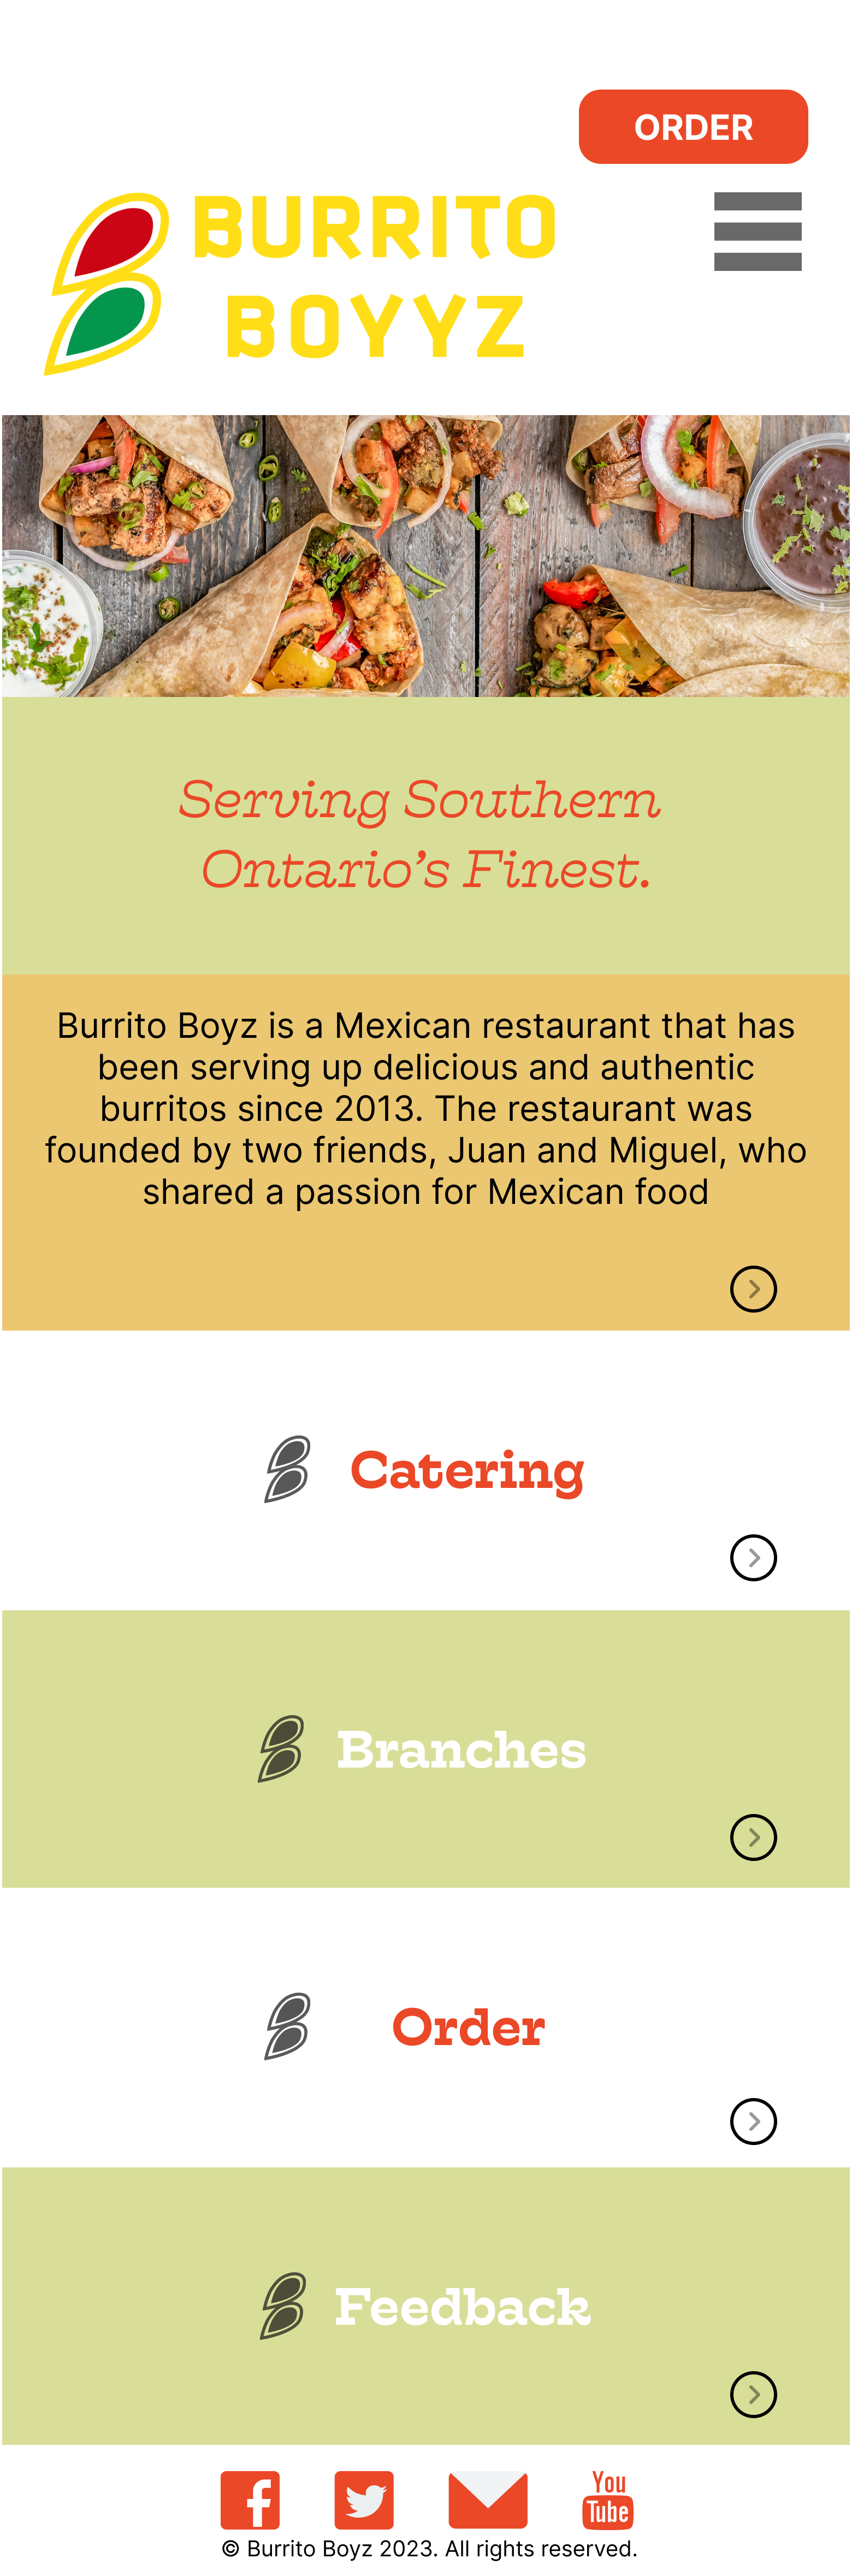 ORDER
BURRITO
BOYYZ
Serving Southern
Ontario’s Finest.
Burrito Boyz is a Mexican restaurant that has
been serving up delicious and authentic
burritos since 2013. The restaurant was
founded by two friends, Juan and Miguel, who
shared a passion for Mexican food
Catering
Branches
Order
Feedback
You
Tube
© Burrito Boyz 2023. All rights reserved.